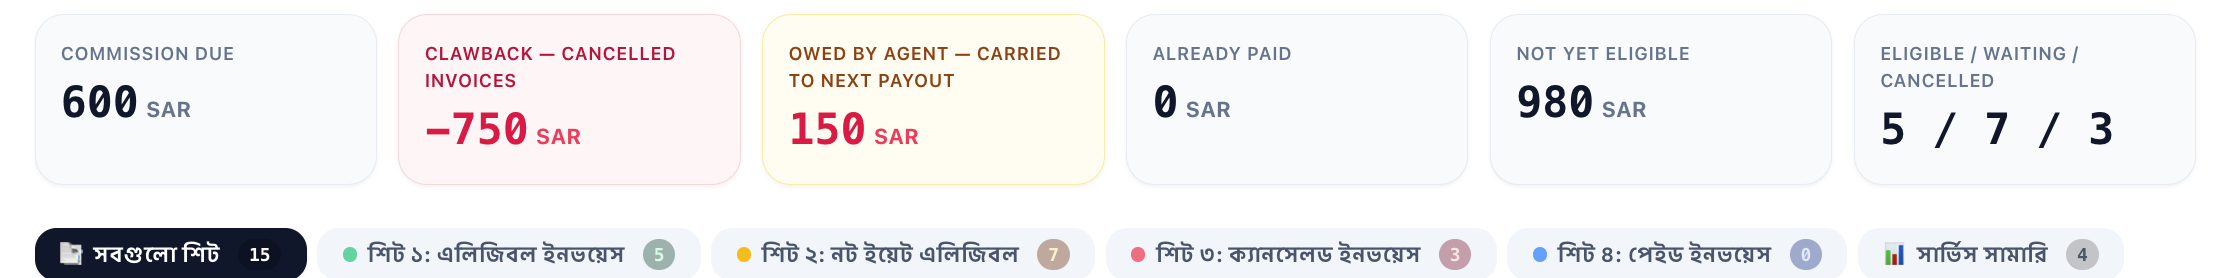 COMMISSION DUE
600 SAR
CLAWBACK — CANCELLED
INVOICES
−750 SAR
OWED BY AGENT — CARRIED
TO NEXT PAYOUT
150 SAR
ALREADY PAID
0 SAR
NOT YET ELIGIBLE
980 SAR
ELIGIBLE / WAITING /
CANCELLED
5 / 7 / 3
সবগুলো শিট 15
শিট ১: এলিজিবল ইনভয়েস 5
শিট ২: নট ইয়েট এলিজিবল 7
শিট ৩: ক্যানসেলড ইনভয়েস 3
শিট ৪: পেইড ইনভয়েস 0
সার্ভিস সামারি 4